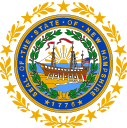 SEAL · OF · THE · STATE · OF · NEW · HAMPSHIRE
1776